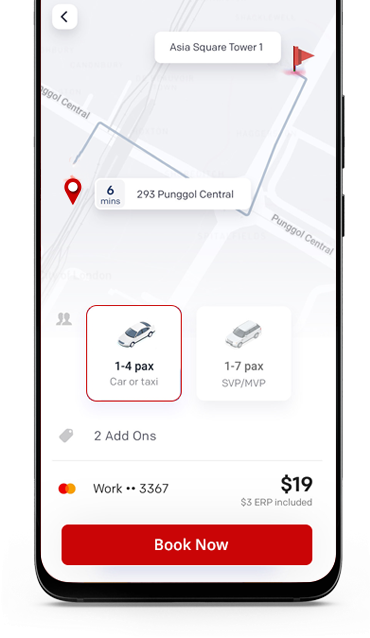 Asia Square Tower 1
ggol Central
6
mins
293 Punggol Central
Punggol Central
1-4 pax
Car or taxi
1-7 pax
SVP/MVP
2 Add Ons
Work •• 3367
$19
$3 ERP included
Book Now